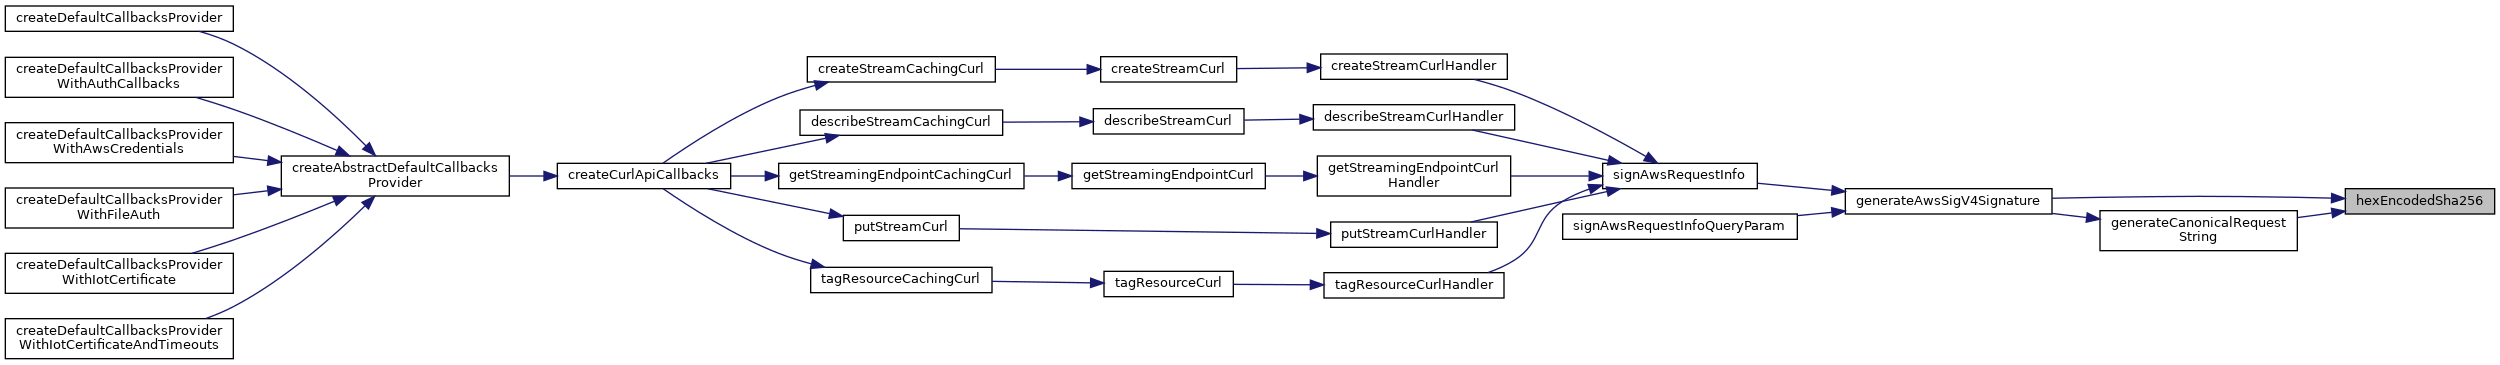 createDefaultCallbacksProvider
createDefaultCallbacksProvider
WithAuthCallbacks
createDefaultCallbacksProvider
WithAwsCredentials
createDefaultCallbacksProvider
WithFileAuth
createDefaultCallbacksProvider
WithIotCertificate
createDefaultCallbacksProvider
WithIotCertificateAndTimeouts
createAbstractDefaultCallbacks
Provider
createCurlApiCallbacks
createStreamCachingCurl
describeStreamCachingCurl
getStreamingEndpointCachingCurl
putStreamCurl
tagResourceCachingCurl
createStreamCurl
describeStreamCurl
getStreamingEndpointCurl
tagResourceCurl
createStreamCurlHandler
describeStreamCurlHandler
getStreamingEndpointCurl
Handler
putStreamCurlHandler
tagResourceCurlHandler
signAwsRequestInfo
signAwsRequestInfoQueryParam
generateAwsSigV4Signature
generateCanonicalRequest
String
hexEncodedSha256